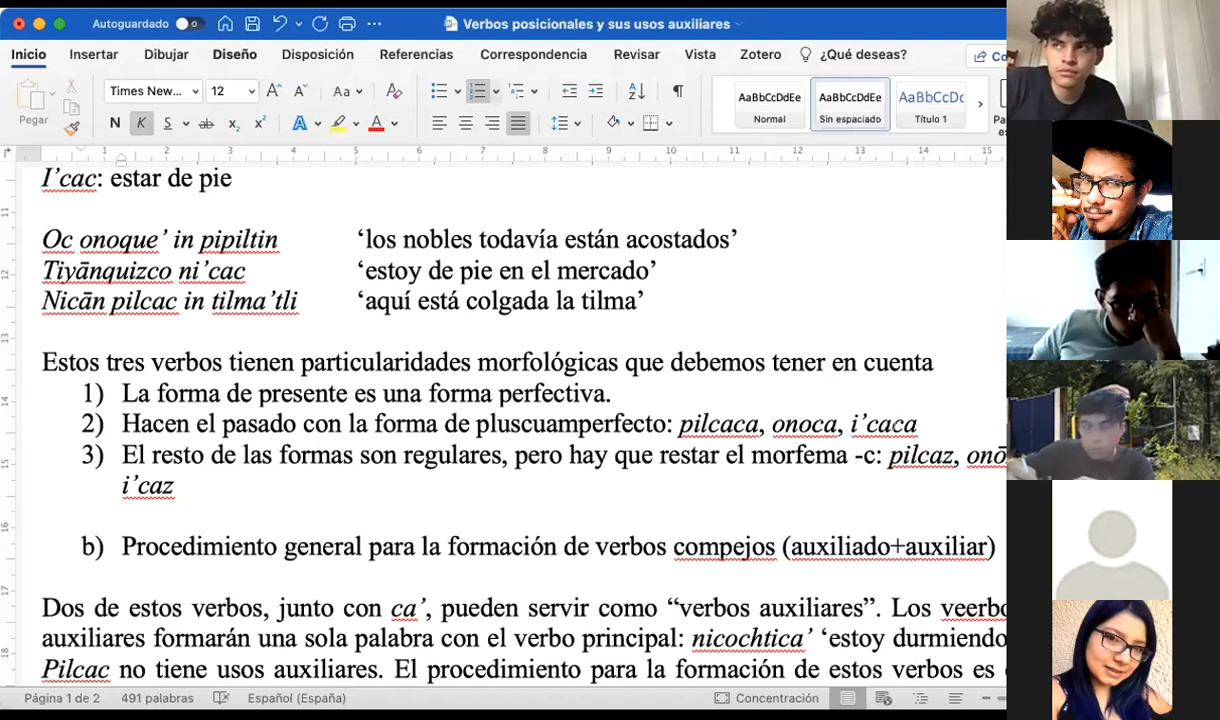 Autoguardado
Verbos posicionales y sus usos auxiliares
Inicio Insertar Dibujar Diseño Disposición Referencias Correspondencia Revisar Vista Zotero ¿Qué deseas? Co
Pegar
Times New... 12
N K S ab x₂ x²
AaBbCcDdEe Normal
AaBbCcDdEe Sin espaciado
AaBbCcDc Título 1
I’cac: estar de pie
Oc onoque’ in pipiltin ‘los nobles todavía están acostados’
Tiyānquizco ni’cac ‘estoy de pie en el mercado’
Nicān pilcac in tilma’tli ‘aquí está colgada la tilma’
Estos tres verbos tienen particularidades morfológicas que debemos tener en cuenta
1) La forma de presente es una forma perfectiva.
2) Hacen el pasado con la forma de pluscuamperfecto: pilcaca, onoca, i’caca
3) El resto de las formas son regulares, pero hay que restar el morfema -c: pilcaz, onō
i’caz
b) Procedimiento general para la formación de verbos compejos (auxiliado+auxiliar)
Dos de estos verbos, junto con ca’, pueden servir como “verbos auxiliares”. Los veerbo
auxiliares formarán una sola palabra con el verbo principal: nicochtica’ ‘estoy durmiendo
Pilcac no tiene usos auxiliares. El procedimiento para la formación de estos verbos es
Página 1 de 2 491 palabras Español (España) Concentración